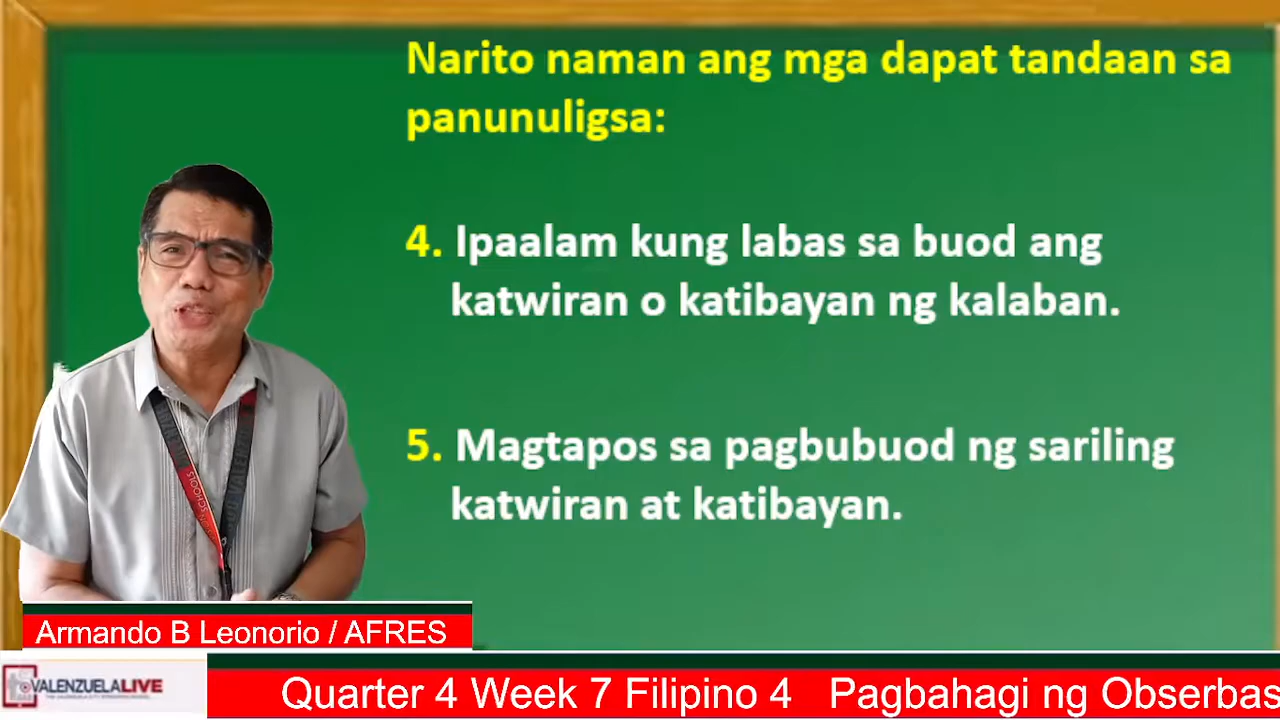 Narito naman ang mga dapat tandaan sa
panunuligsa:
4. Ipaalam kung labas sa buod ang
katwiran o katibayan ng kalaban.
5. Magtapos sa pagbubuod ng sariling
katwiran at katibayan.
SCHOOLS
Armando B Leonorio / AFRES
VALENZUELALIVE
Quarter 4 Week 7 Filipino 4 Pagbahagi ng Obserbas